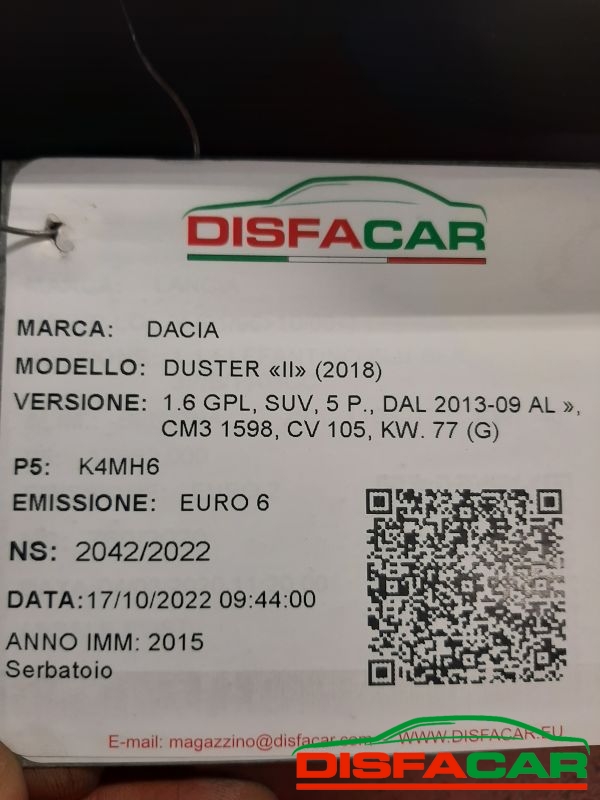 DISFACAR
MARCA: DACIA
MODELLO: DUSTER «II» (2018)
VERSIONE: 1.6 GPL, SUV, 5 P., DAL 2013-09 AL »,
CM3 1598, CV 105, KW. 77 (G)
P5: K4MH6
EMISSIONE: EURO 6
NS: 2042/2022
DATA:17/10/2022 09:44:00
ANNO IMM: 2015
Serbatoio
E-mail: magazzino@disfacar.com WWW.DISFACAR.EU
DISFACAR